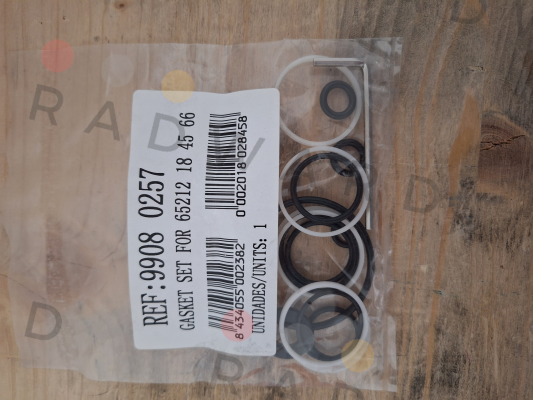 REF: 9908 0257
GASKET SET FOR 65212 18 45 66
8 434055 002382
0 002018 028458
UNIDADES/UNITS: 1